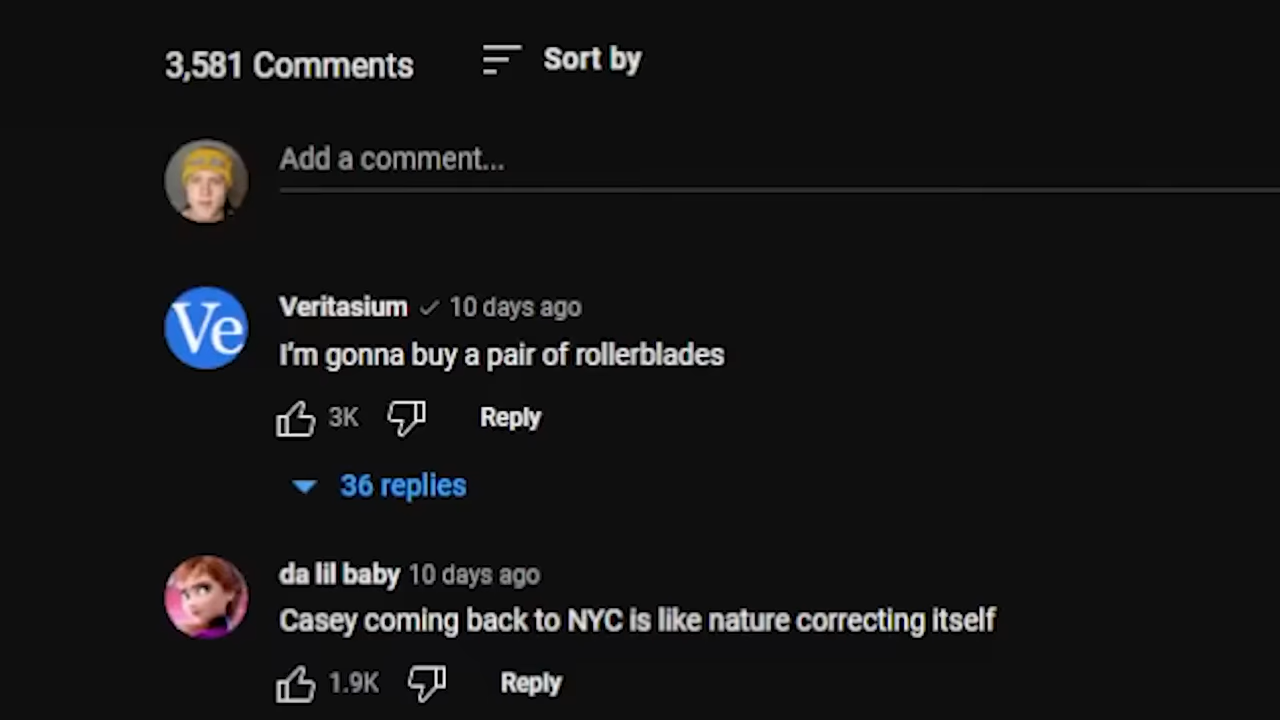 3,581 Comments Sort by
Add a comment...
Ve
Veritasium 10 days ago
I'm gonna buy a pair of rollerblades
3K Reply
36 replies
da lil baby 10 days ago
Casey coming back to NYC is like nature correcting itself
1.9K Reply